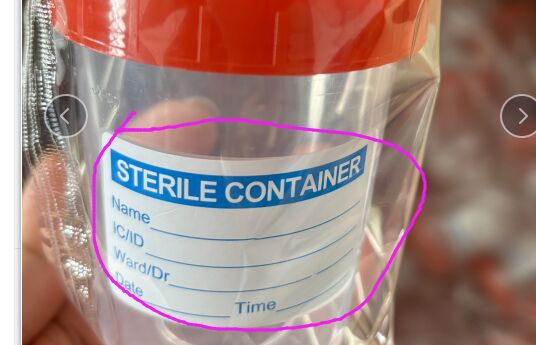 STERILE CONTAINER
Name
IC/ID
Ward/Dr
Date Time